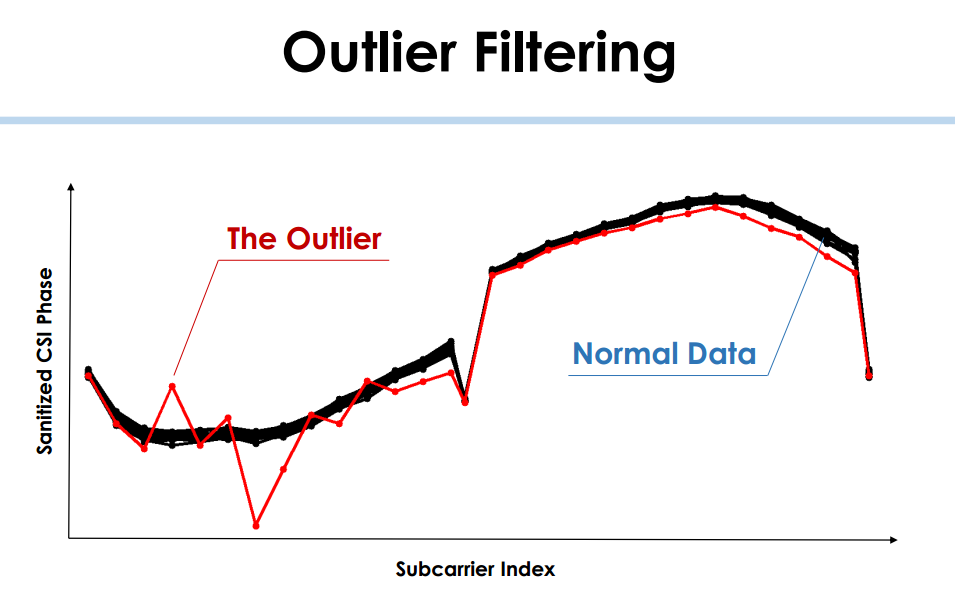 Outlier Filtering
The Outlier
Sanitized CSI Phase
Normal Data
Subcarrier Index